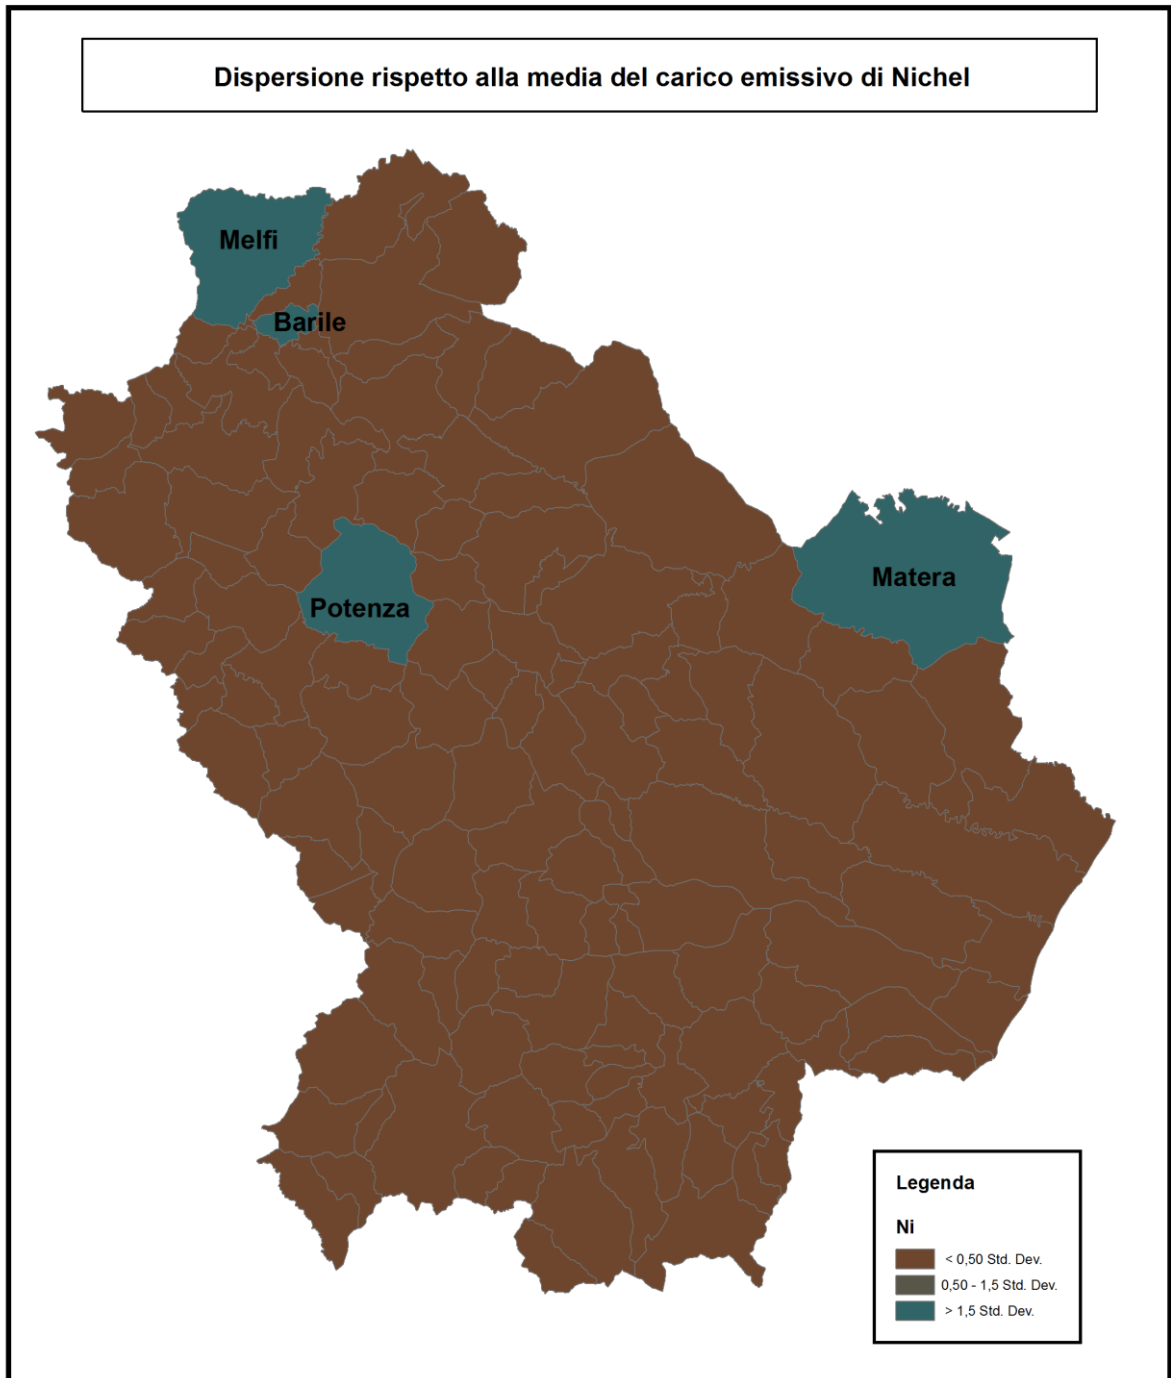 Dispersione rispetto alla media del carico emissivo di Nichel
Melfi
Barile
Matera
Potenza
Legenda
Ni
< 0,50 Std. Dev.
0,50 - 1,5 Std. Dev.
> 1,5 Std. Dev.